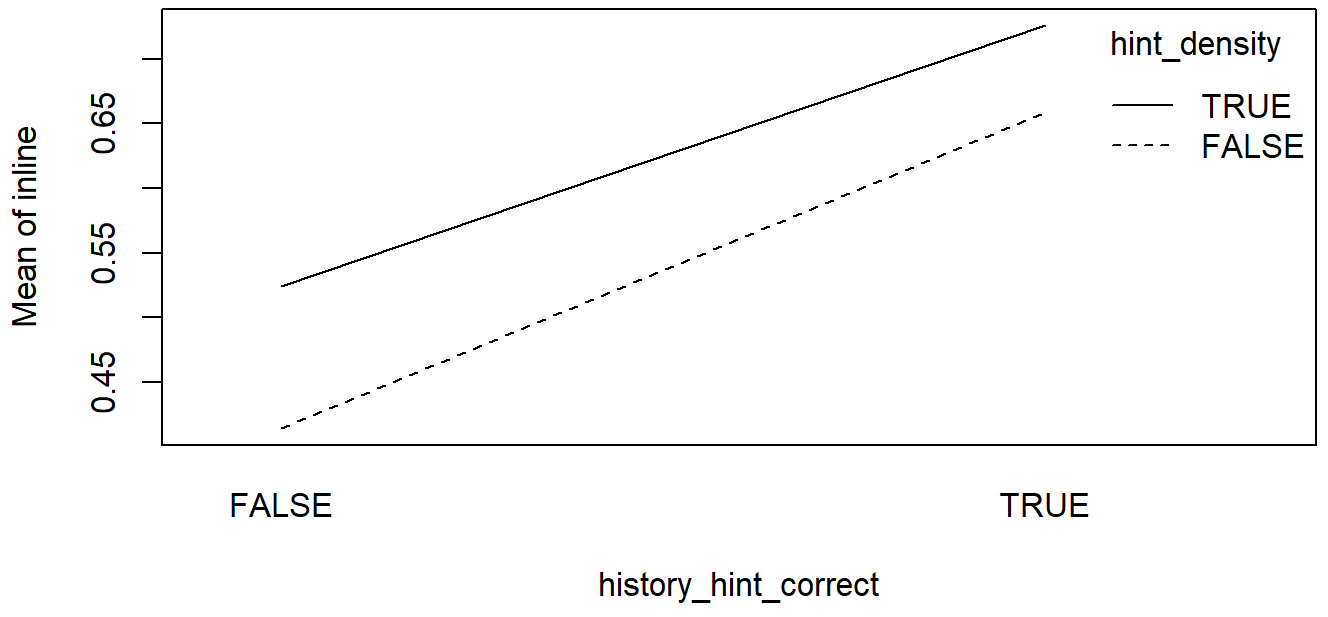 hint_density
TRUE
FALSE
Mean of inline
0.65
0.55
0.45
FALSE
TRUE
history_hint_correct